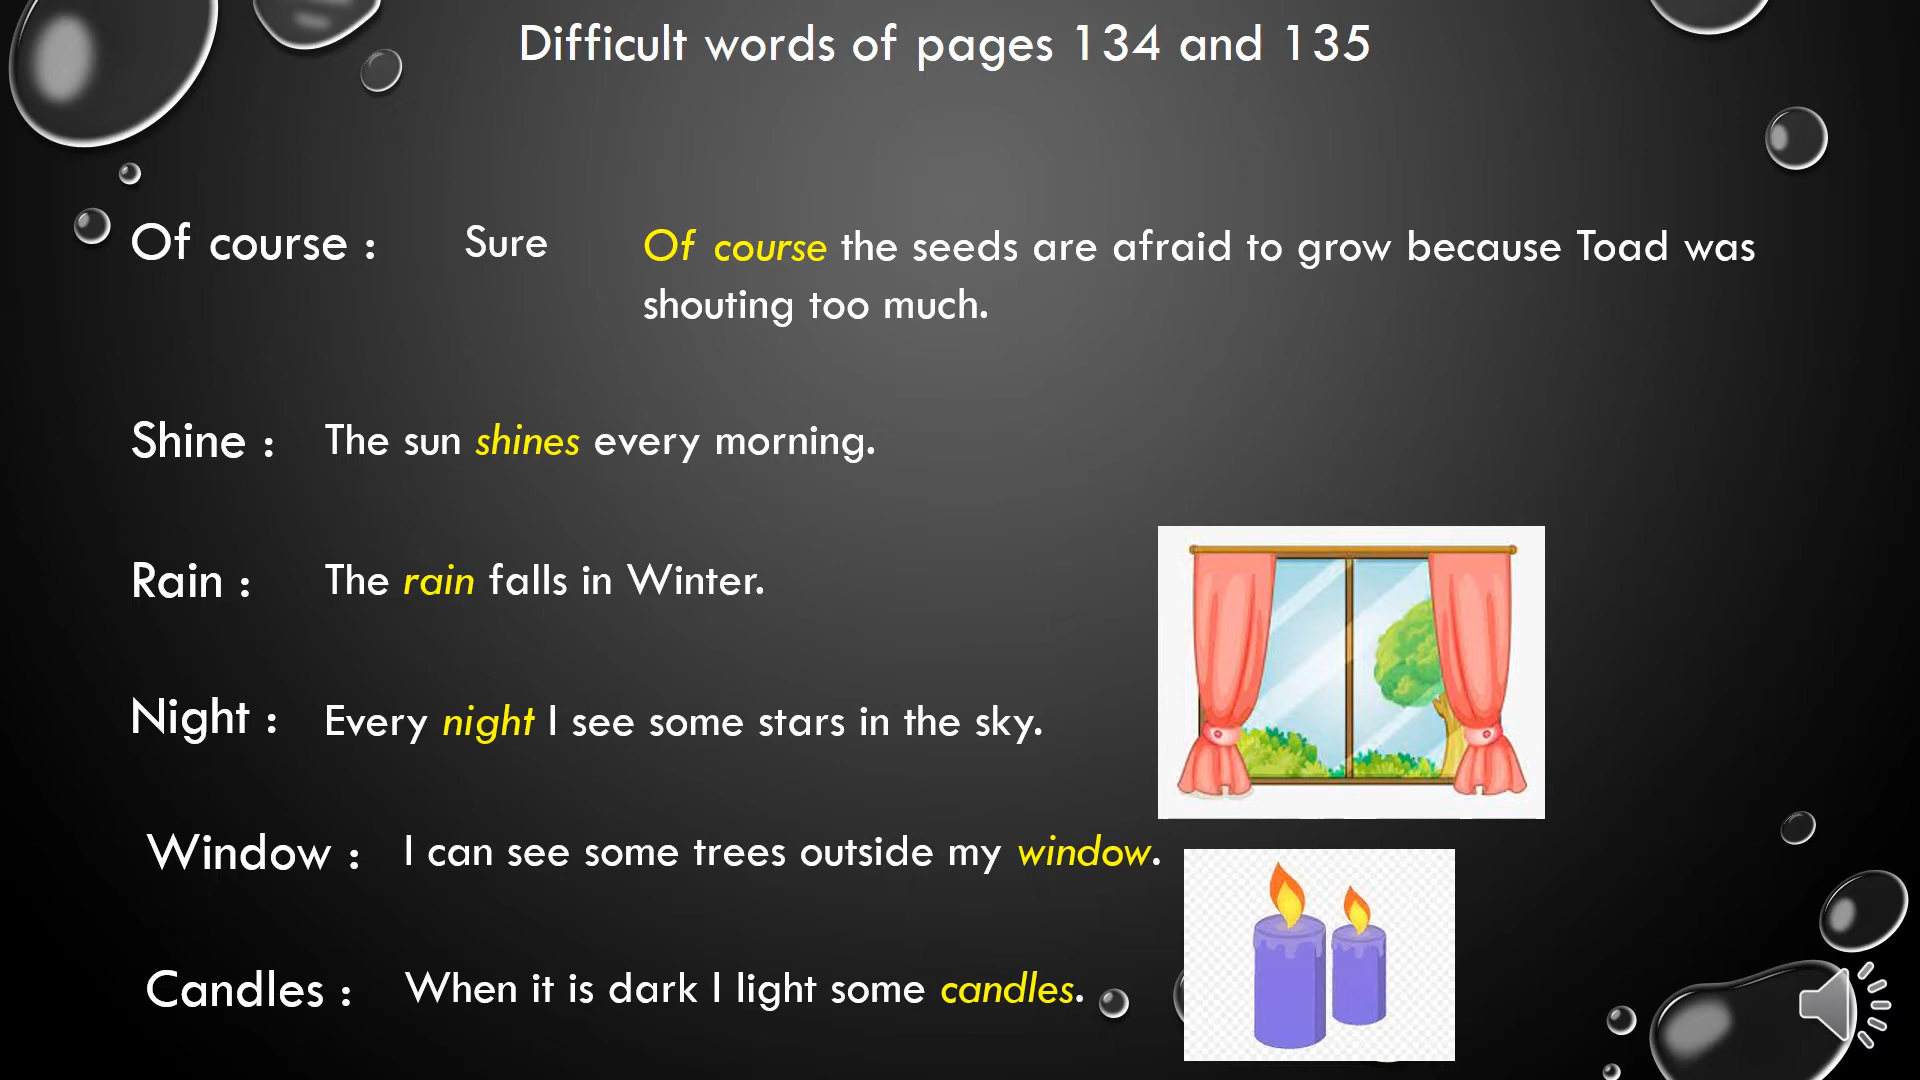 Difficult words of pages 134 and 135
Of course : Sure Of course the seeds are afraid to grow because Toad was
shouting too much.
Shine : The sun shines every morning.
Rain : The rain falls in Winter.
Night : Every night I see some stars in the sky.
Window : I can see some trees outside my window.
Candles : When it is dark I light some candles.